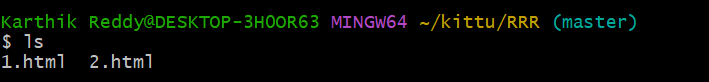 Karthik Reddy@DESKTOP-3HOOR63 MINGW64 ~/kittu/RRR (master)
$ ls
1.html  2.html